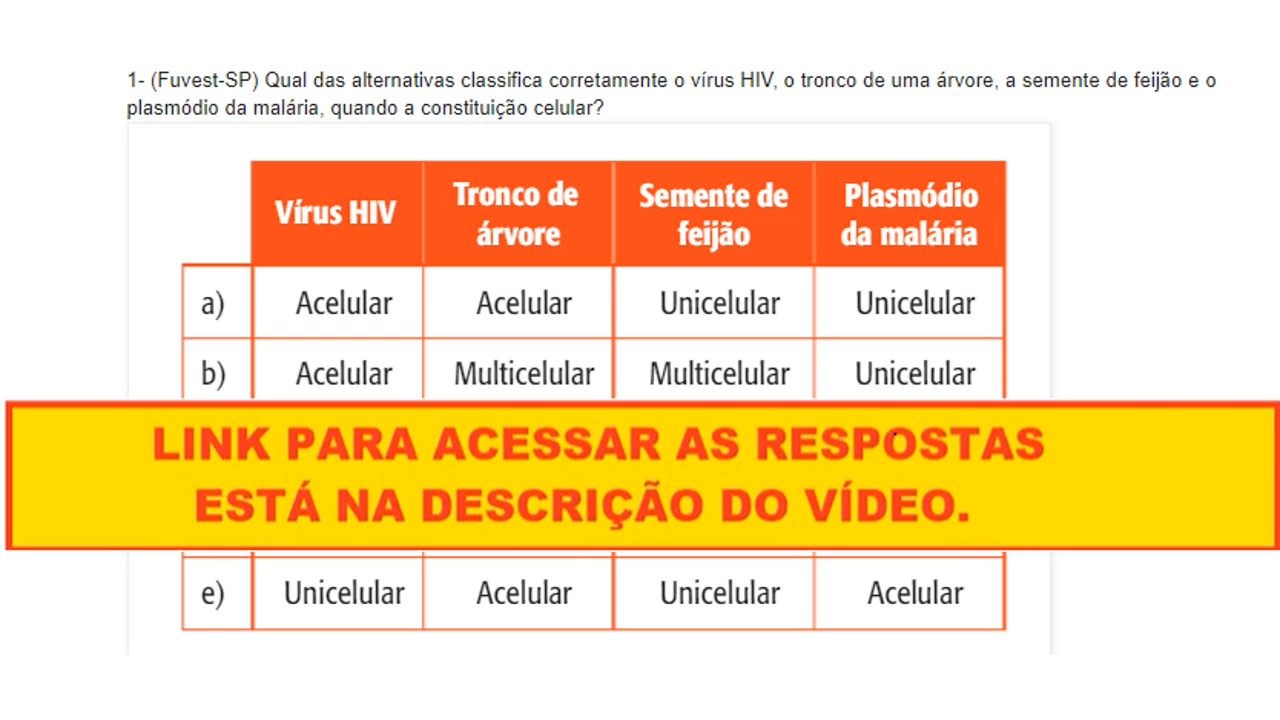 1- (Fuvest-SP) Qual das alternativas classifica corretamente o vírus HIV, o tronco de uma árvore, a semente de feijão e o
plasmódio da malária, quando a constituição celular?
Vírus HIV Tronco de árvore Semente de feijão Plasmódio da malária
a) Acelular Acelular Unicelular Unicelular
b) Acelular Multicelular Multicelular Unicelular
LINK PARA ACESSAR AS RESPOSTAS
ESTÁ NA DESCRIÇÃO DO VÍDEO.
e) Unicelular Acelular Unicelular Acelular